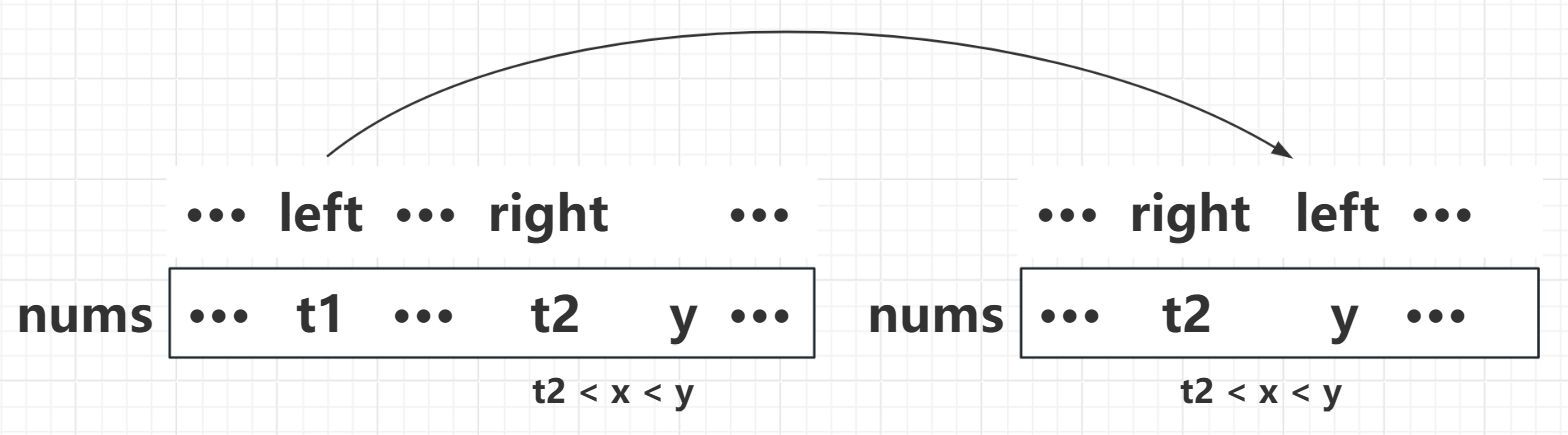 ••• left ••• right ••• ••• right left •••
nums ••• t1 ••• t2 y ••• nums ••• t2 y •••
t2 < x < y t2 < x < y